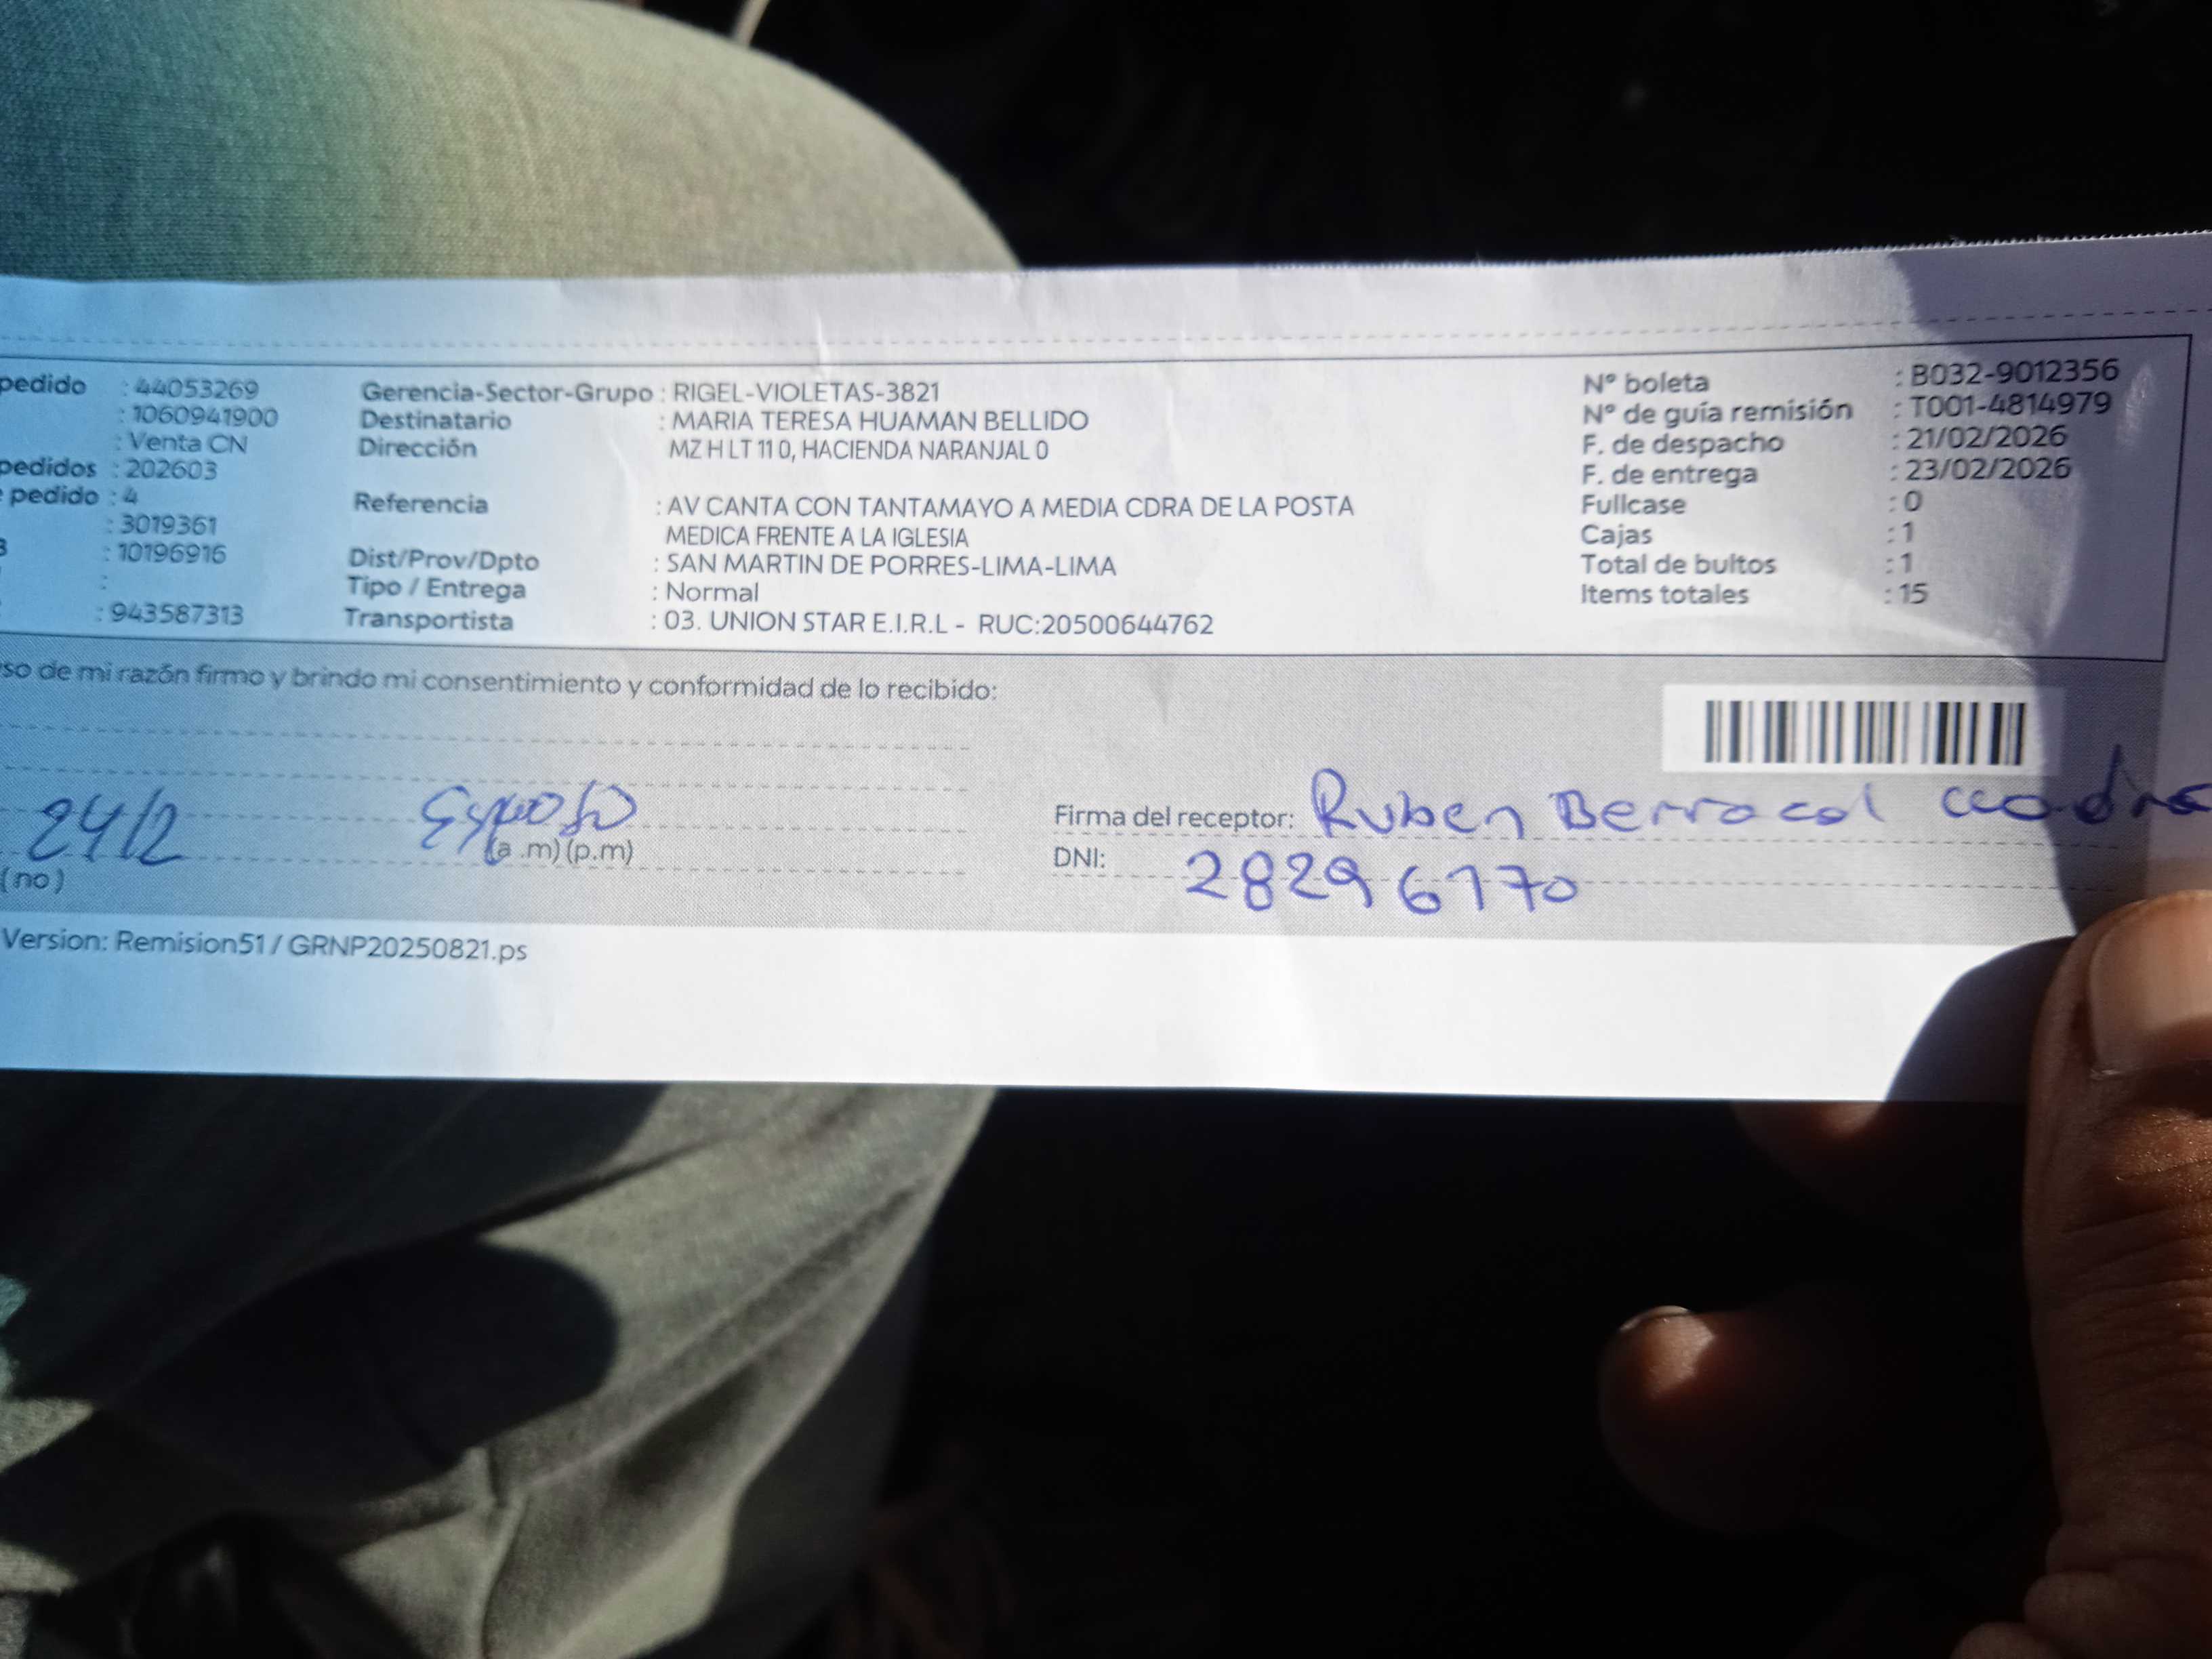 pedido : 44053269 Gerencia-Sector-Grupo : RIGEL-VIOLETAS-3821 N° boleta : B032-9012356
: 1060941900 Destinatario : MARIA TERESA HUAMAN BELLIDO N° de guía remisión : T001-4814979
: Venta CN Dirección MZ H LT 11 0, HACIENDA NARANJAL 0 F. de despacho : 21/02/2026
pedidos : 202603 F. de entrega : 23/02/2026
pedido : 4 Referencia : AV CANTA CON TANTAMAYO A MEDIA CDRA DE LA POSTA Fullcase : 0
: 3019361 MEDICA FRENTE A LA IGLESIA Cajas : 1
: 10196916 Dist/Prov/Dpto : SAN MARTIN DE PORRES-LIMA-LIMA Total de bultos : 1
: Tipo / Entrega : Normal Items totales : 15
: 943587313 Transportista : 03. UNION STAR E.I.R.L - RUC:20500644762
so de mi razón firmo y brindo mi consentimiento y conformidad de lo recibido:
24/2 Esposo Firma del receptor: Ruben Berrocal
(a .m) (p.m) DNI: 28296170
(no)
Version: Remision51 / GRNP20250821.ps